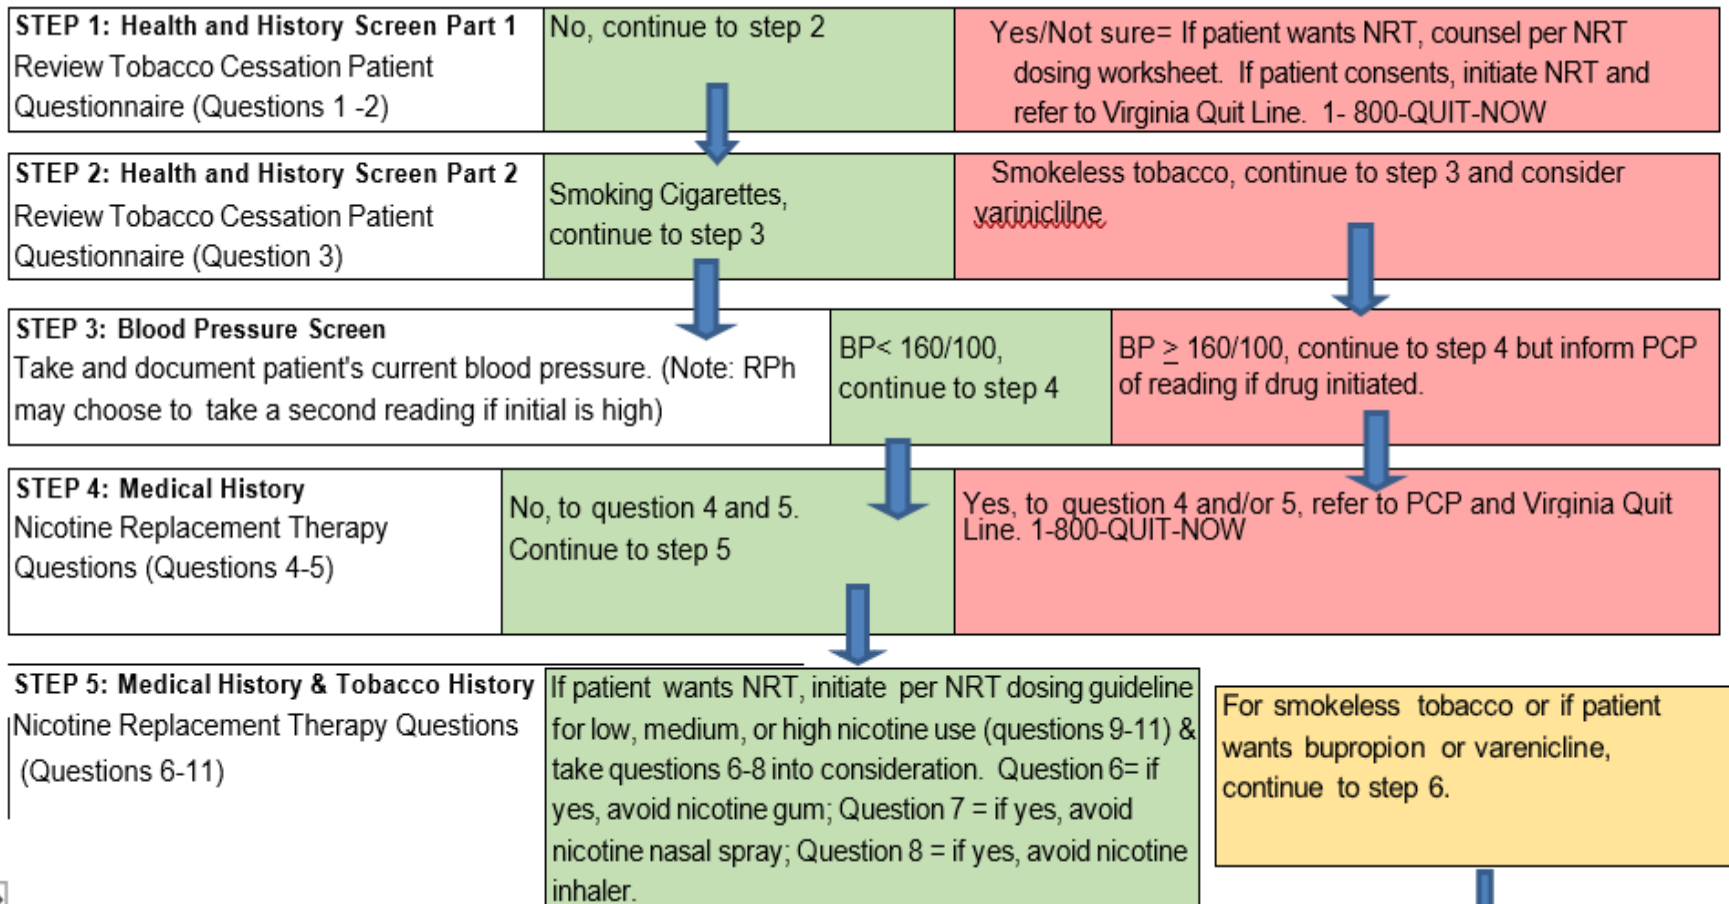 STEP 1: Health and History Screen Part 1
Review Tobacco Cessation Patient
Questionnaire (Questions 1 -2)
No, continue to step 2
Yes/Not sure= If patient wants NRT, counsel per NRT
dosing worksheet. If patient consents, initiate NRT and
refer to Virginia Quit Line. 1- 800-QUIT-NOW
STEP 2: Health and History Screen Part 2
Review Tobacco Cessation Patient
Questionnaire (Question 3)
Smoking Cigarettes,
continue to step 3
Smokeless tobacco, continue to step 3 and consider
variniclilne
STEP 3: Blood Pressure Screen
Take and document patient's current blood pressure. (Note: RPh
may choose to take a second reading if initial is high)
BP< 160/100,
continue to step 4
BP ≥ 160/100, continue to step 4 but inform PCP
of reading if drug initiated.
STEP 4: Medical History
Nicotine Replacement Therapy
Questions (Questions 4-5)
No, to question 4 and 5.
Continue to step 5
Yes, to question 4 and/or 5, refer to PCP and Virginia Quit
Line. 1-800-QUIT-NOW
STEP 5: Medical History & Tobacco History
Nicotine Replacement Therapy Questions
(Questions 6-11)
If patient wants NRT, initiate per NRT dosing guideline
for low, medium, or high nicotine use (questions 9-11) &
take questions 6-8 into consideration. Question 6= if
yes, avoid nicotine gum; Question 7 = if yes, avoid
nicotine nasal spray; Question 8 = if yes, avoid nicotine
inhaler.
For smokeless tobacco or if patient
wants bupropion or varenicline,
continue to step 6.